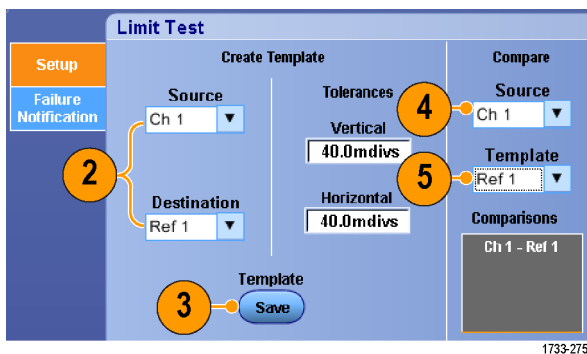 Limit Test
Setup
Failure
Notification
Create Template
Source
Ch 1
2
Destination
Ref 1
Tolerances
Vertical
40.0mdivs
Horizontal
40.0mdivs
Template
3
Save
Compare
Source
4
Ch 1
Template
5
Ref 1
Comparisons
Ch 1 - Ref 1
1733-275